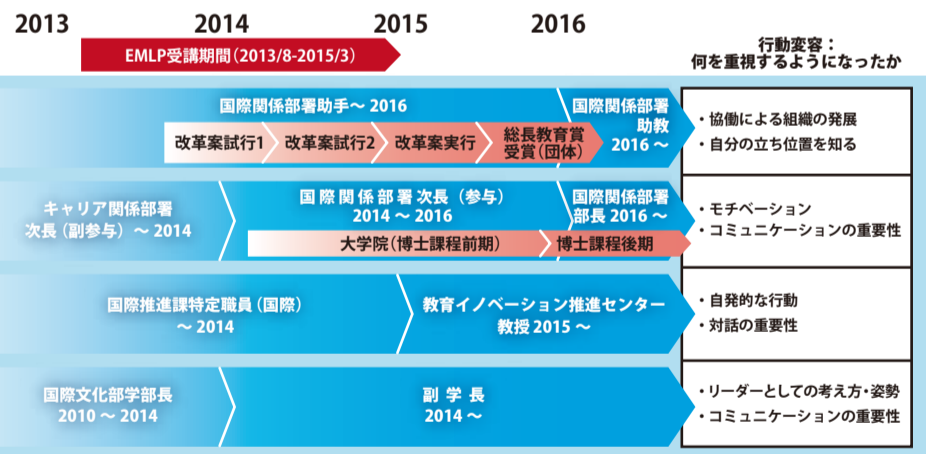 2013
2014
2015
2016
EMLP受講期間（2013/8-2015/3）
行動変容：
何を重視するようになったか
国際関係部署助手～2016
国際関係部署
助教
2016～
改革案試行1
改革案試行2
改革案実行
総長教育賞
受賞（団体）
・協働による組織の発展
・自分の立ち位置を知る
キャリア関係部署
次長（副参与）～2014
国際関係部署 次長（参与）
2014～2016
国際関係部署
部長 2016～
大学院（博士課程前期）
博士課程後期
・モチベーション
・コミュニケーションの重要性
国際推進課特定職員（国際）
～2014
教育イノベーション推進センター
教授 2015～
・自発的な行動
・対話の重要性
国際文化部学部長
2010～2014
副学長
2014～
・リーダーとしての考え方・姿勢
・コミュニケーションの重要性